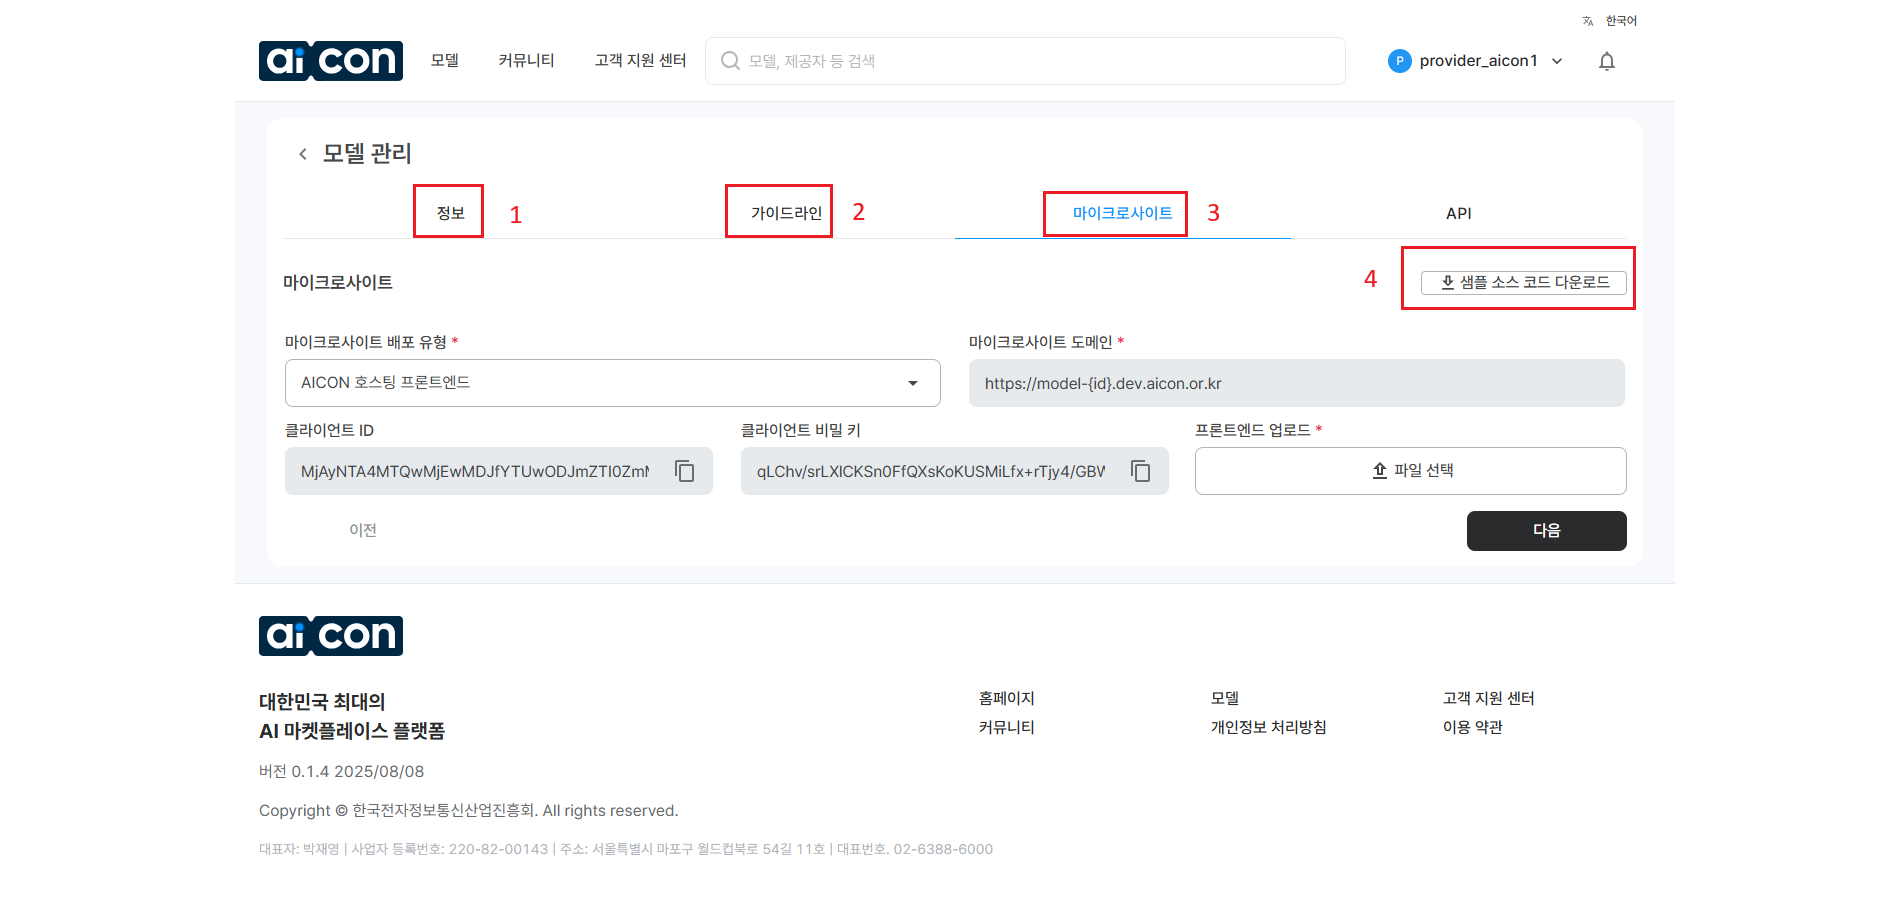 한국어
ai con
모델
커뮤니티
고객 지원 센터
모델, 제공자 등 검색
P
provider_aicon1
모델 관리
정보
1
가이드라인
2
마이크로사이트
3
API
마이크로사이트
4
샘플 소스 코드 다운로드
마이크로사이트 배포 유형 *
마이크로사이트 도메인 *
AICON 호스팅 프론트엔드
https://model-{id}.dev.aicon.or.kr
클라이언트 ID
클라이언트 비밀 키
프론트엔드 업로드 *
파일 선택
이전
다음
ai con
대한민국 최대의
AI 마켓플레이스 플랫폼
홈페이지
모델
고객 지원 센터
커뮤니티
개인정보 처리방침
이용 약관
버전 0.1.4 2025/08/08
Copyright © 한국전자정보통신산업진흥회. All rights reserved.
대표자: 박재영 | 사업자 등록번호: 220-82-00143 | 주소: 서울특별시 마포구 월드컵북로 54길 11호 | 대표번호. 02-6388-6000